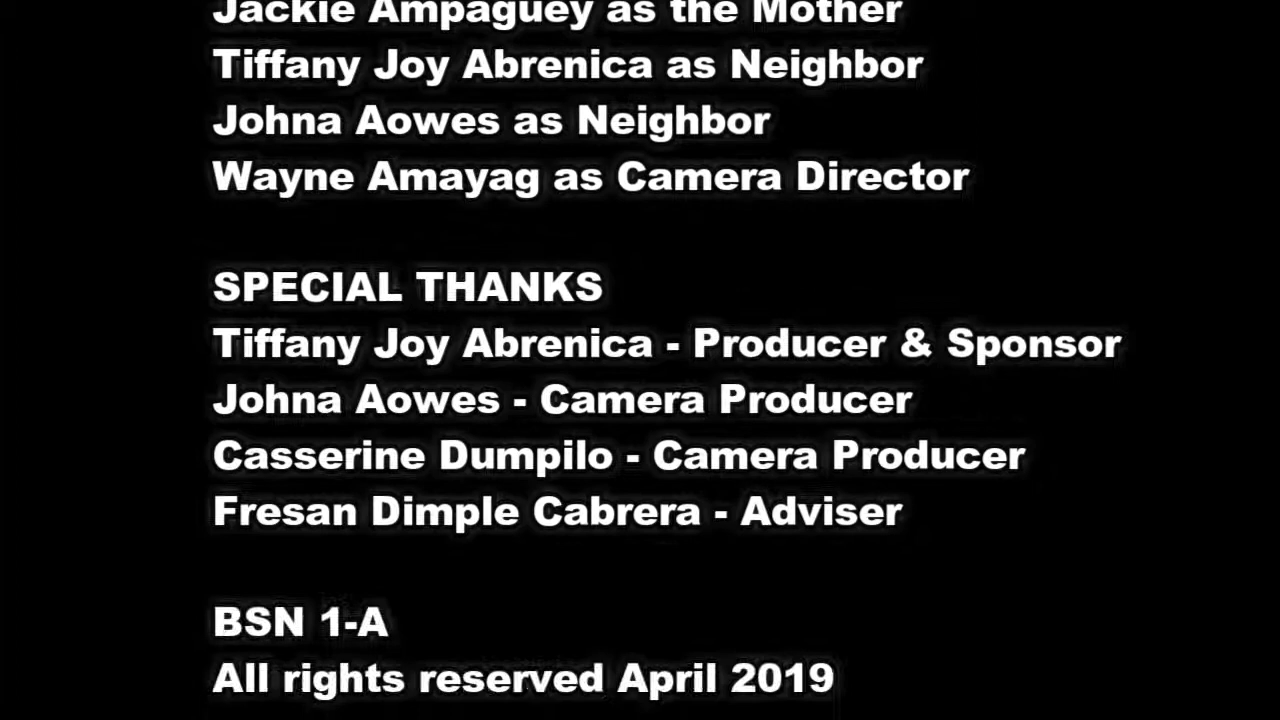 Jackie Ampaguey as the Mother
Tiffany Joy Abrenica as Neighbor
Johna Aowes as Neighbor
Wayne Amayag as Camera Director
SPECIAL THANKS
Tiffany Joy Abrenica - Producer & Sponsor
Johna Aowes - Camera Producer
Casserine Dumpilo - Camera Producer
Fresan Dimple Cabrera - Adviser
BSN 1-A
All rights reserved April 2019